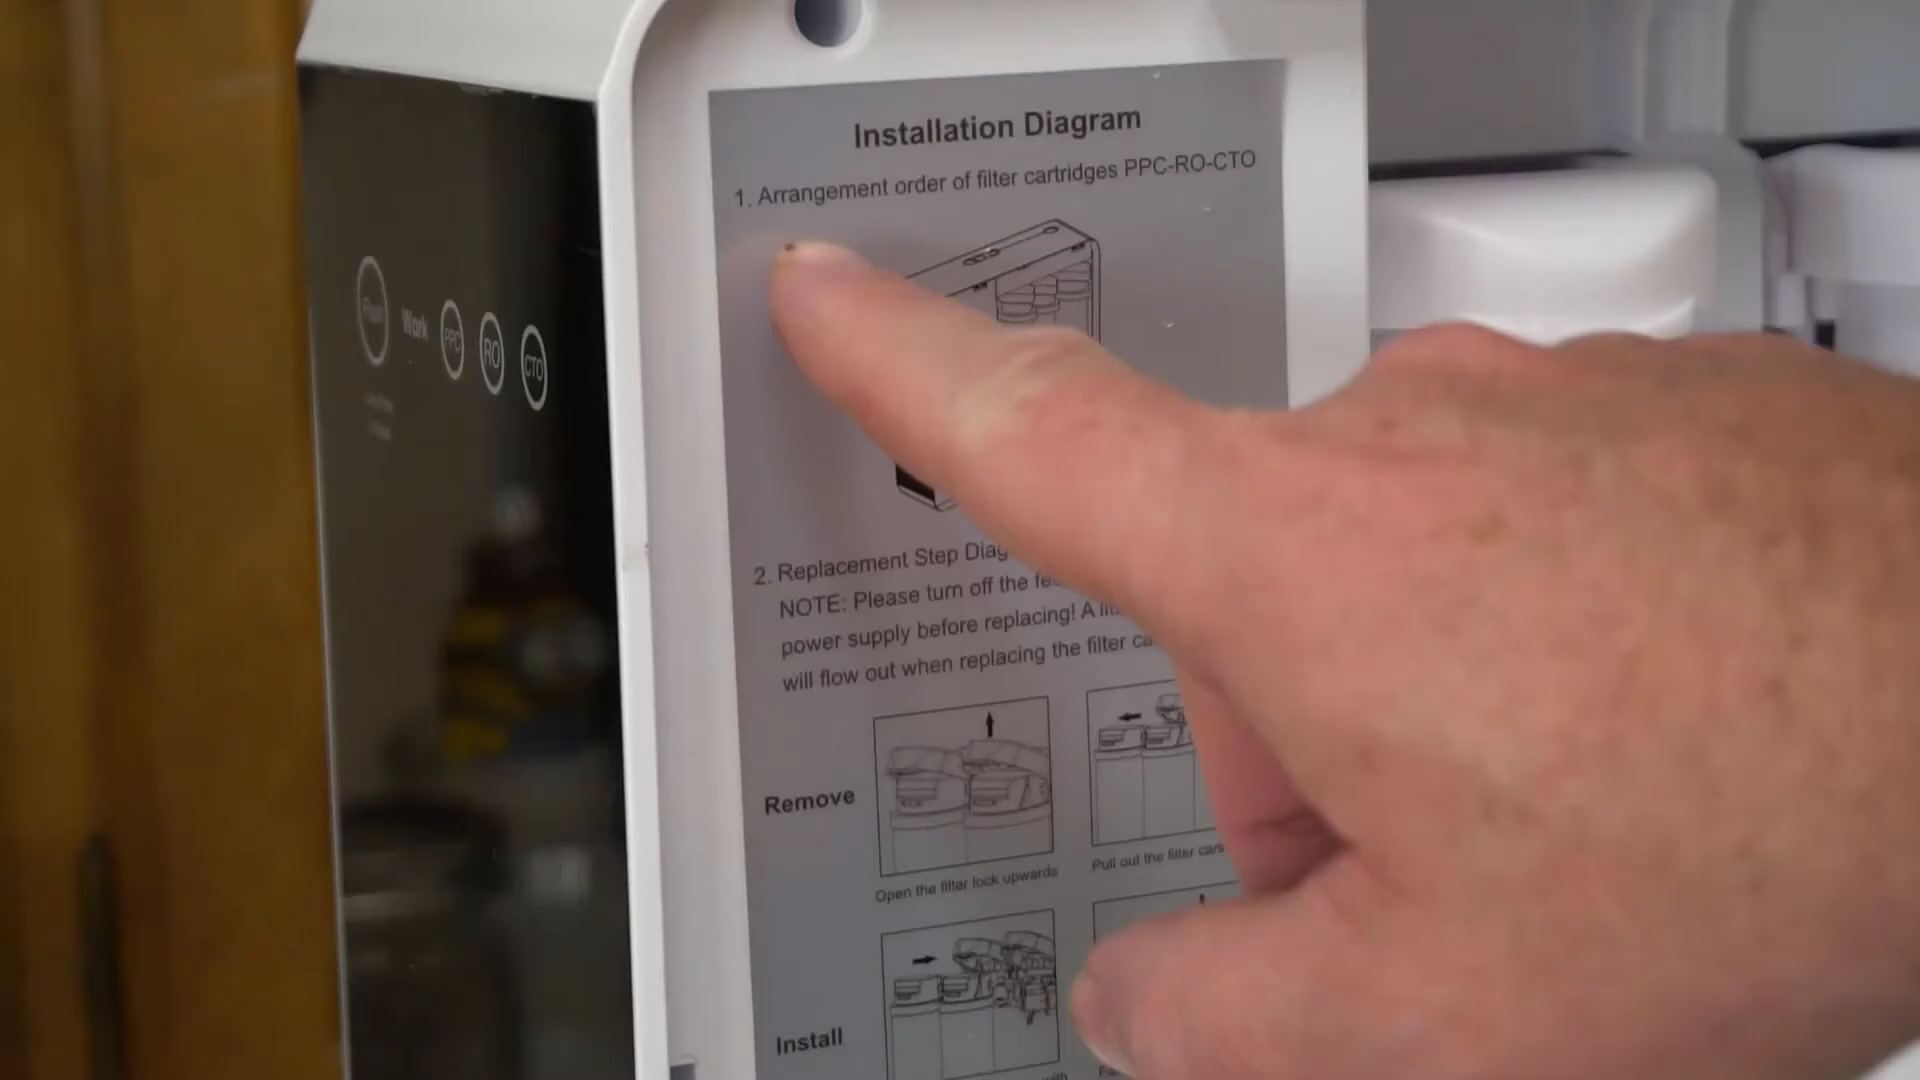 Installation Diagram
1. Arrangement order of filter cartridges PPC-RO-CTO
Work
PPC
RO
CTO
2. Replacement Step Diag
NOTE: Please turn off the
power supply before replacing! A
will flow out when replacing the filter
Remove
Open the filter lock upwards
Pull out the filter
Install